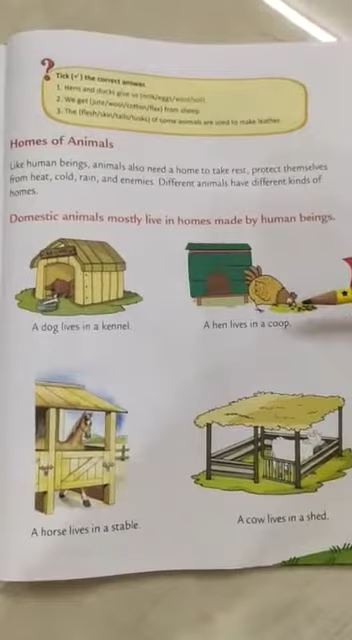 Tick (✓) the correct answer.
1. Hens and ducks give us (milk/eggs/wool/oil).
2. We get (jute/wool/cotton/flax) from sheep.
3. The (flesh/skin/tails/tusks) of some animals are used to make leather.
Homes of Animals
Like human beings, animals also need a home to take rest, protect themselves
from heat, cold, rain, and enemies. Different animals have different kinds of
homes.
Domestic animals mostly live in homes made by human beings.
A dog lives in a kennel.
A hen lives in a coop.
A horse lives in a stable.
A cow lives in a shed.